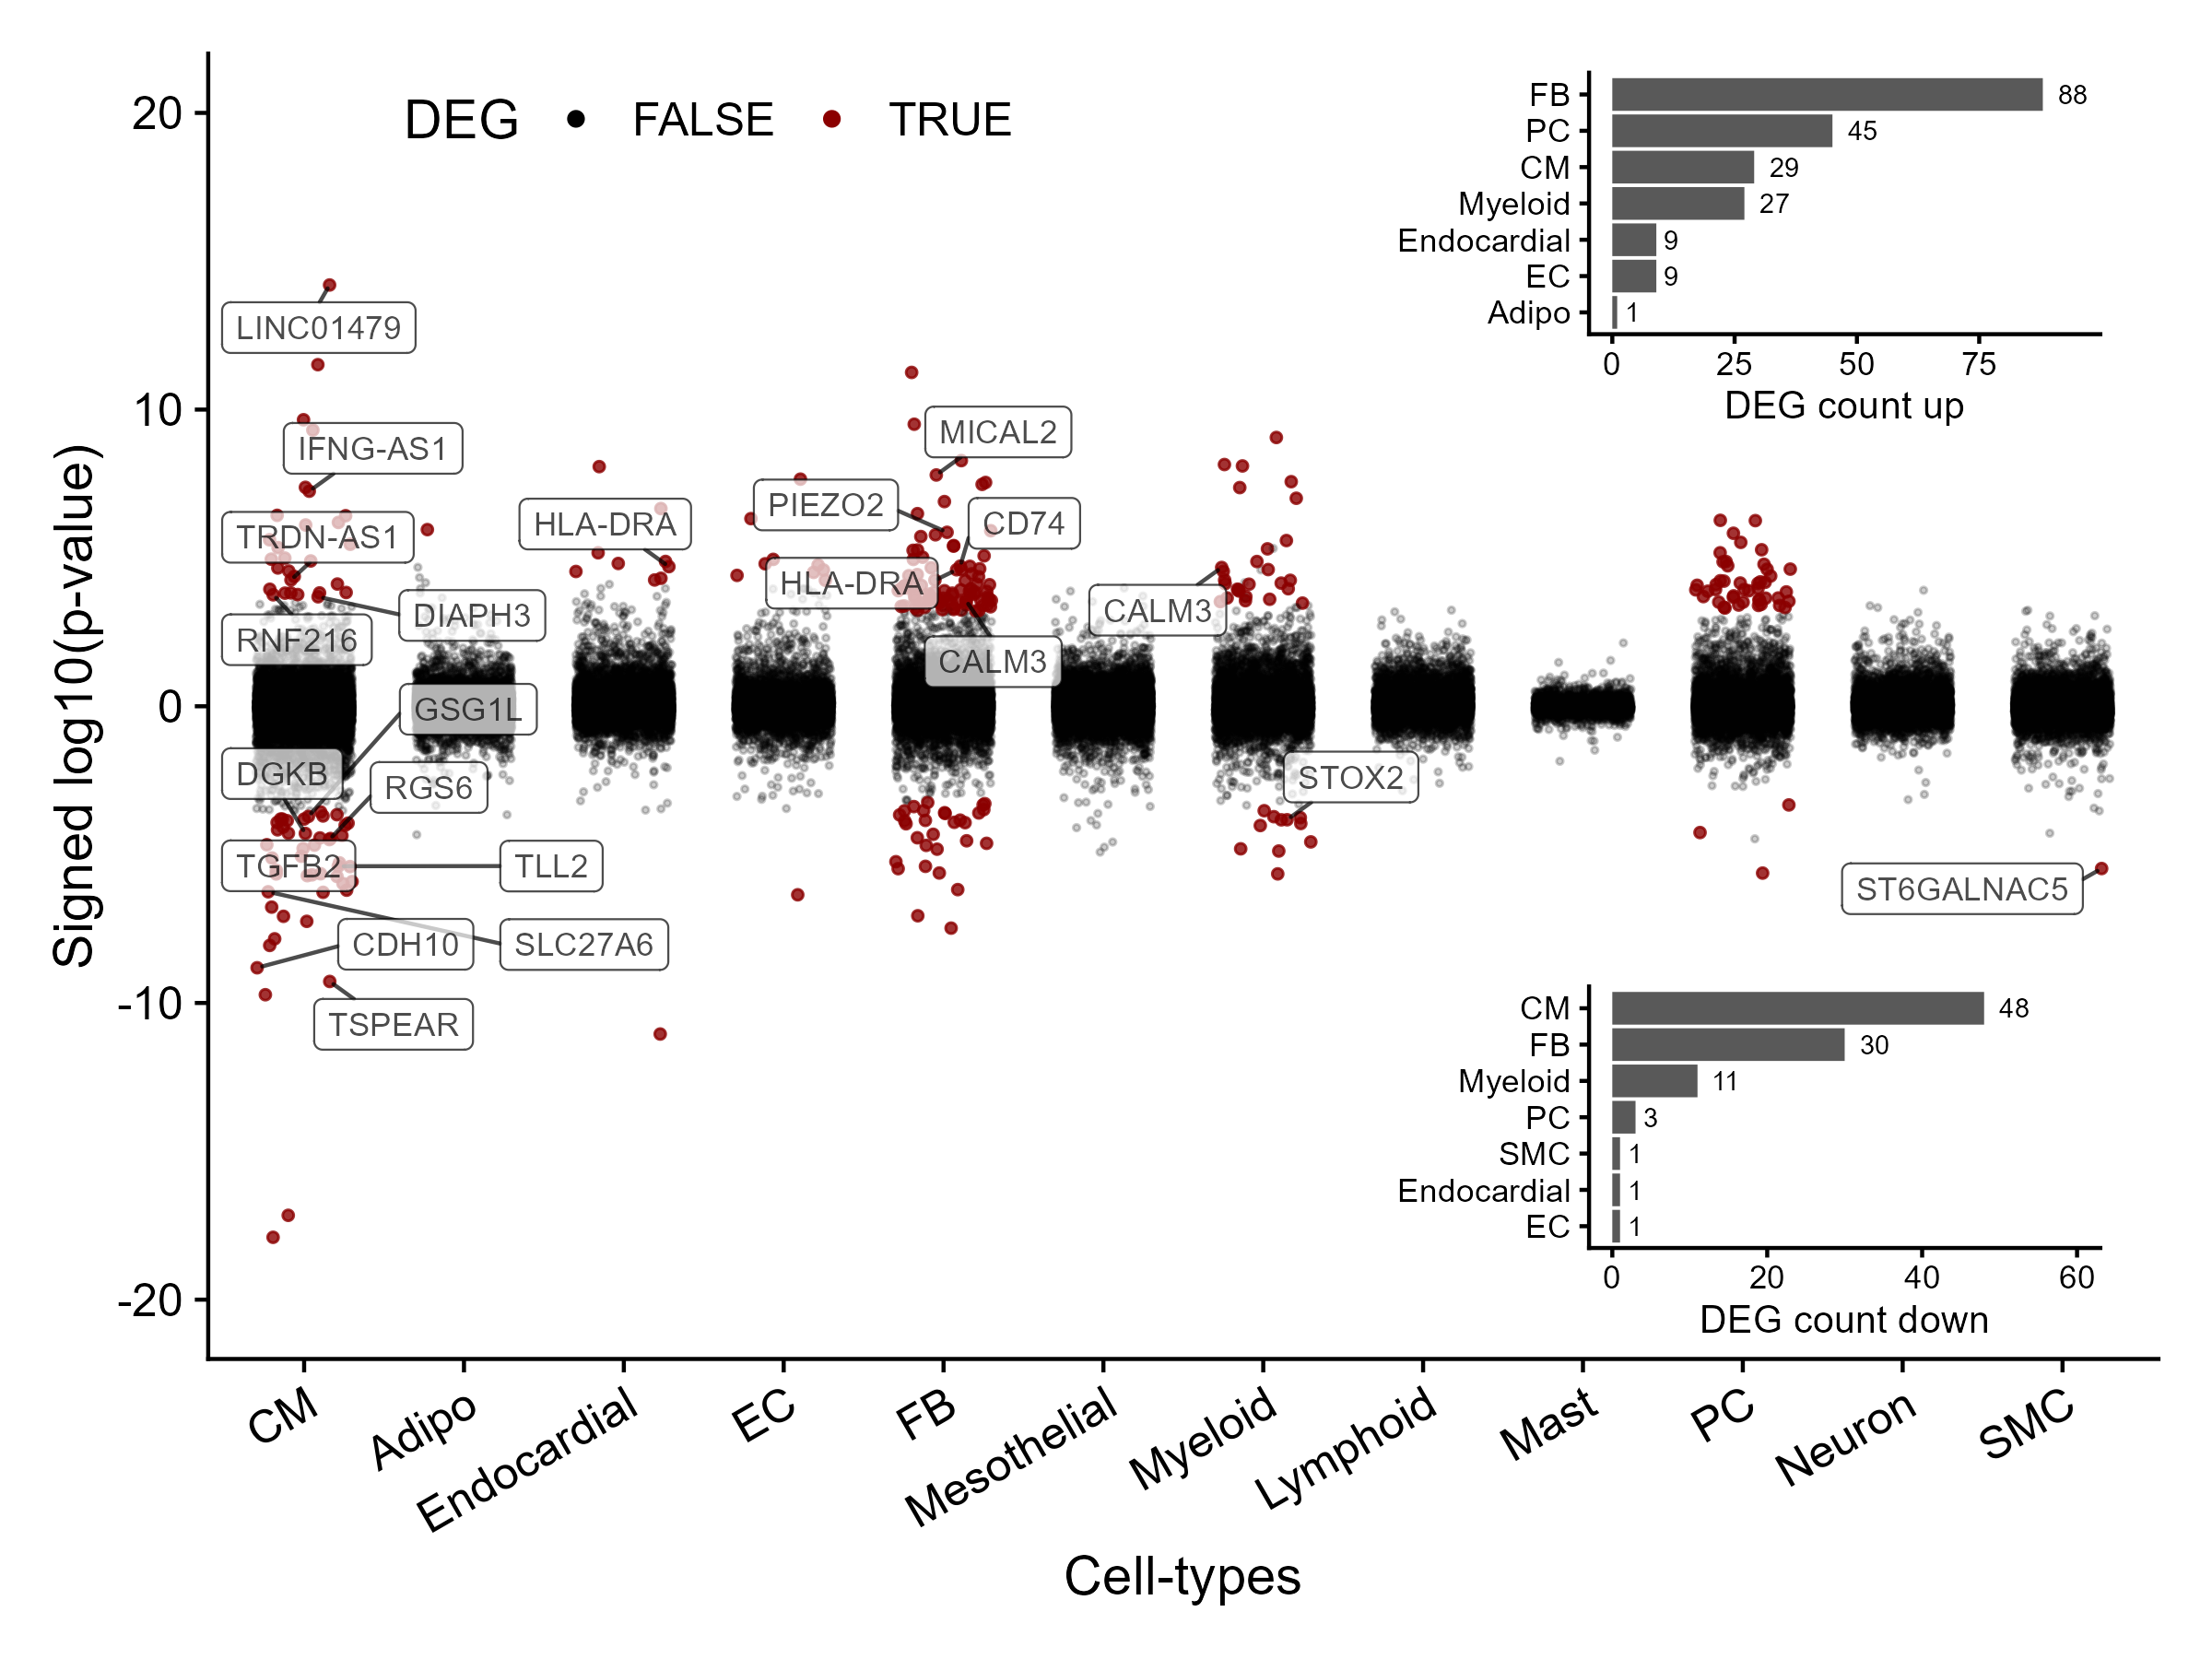 DEG FALSE TRUE
Signed log10(p-value)
20
10
0
-10
-20
LINC01479
IFNG-AS1
TRDN-AS1
DIAPH3
RNF216
GSG1L
DGKB
RGS6
TGFB2
TLL2
CDH10
SLC27A6
TSPEAR
HLA-DRA
MICAL2
PIEZO2
CD74
HLA-DRA
CALM3
CALM3
STOX2
ST6GALNAC5
FB 88
PC 45
CM 29
Myeloid 27
Endocardial 9
EC 9
Adipo 1
0 25 50 75
DEG count up
CM 48
FB 30
Myeloid 11
PC 3
SMC 1
Endocardial 1
EC 1
0 20 40 60
DEG count down
CM Adipo Endocardial EC FB Mesothelial Myeloid Lymphoid Mast PC Neuron SMC
Cell-types